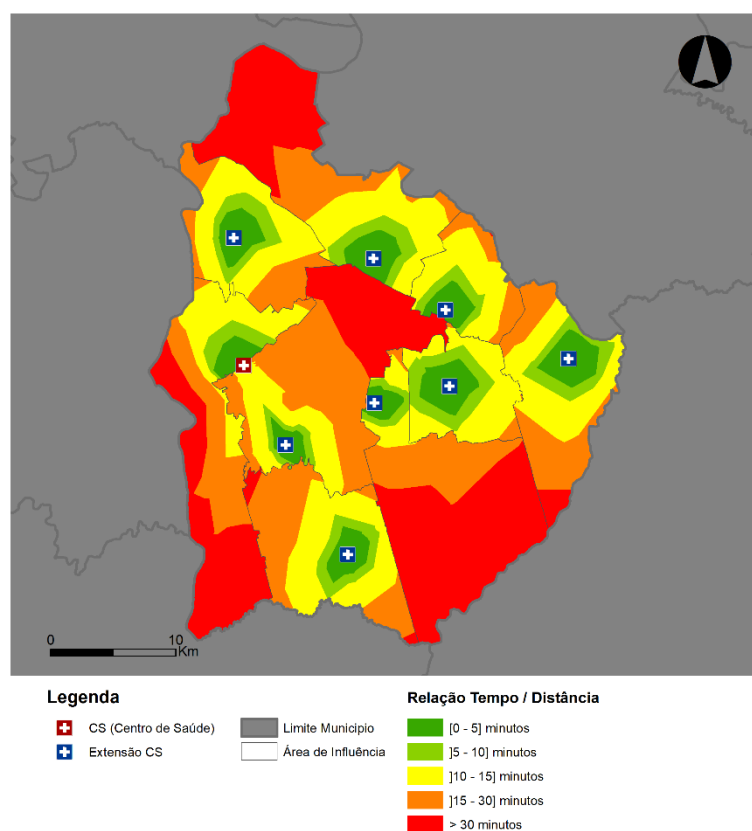 0 10
Km
Legenda
CS (Centro de Saúde)
Extensão CS
Limite Municipio
Área de Influência
Relação Tempo / Distância
[0 - 5] minutos
]5 - 10] minutos
]10 - 15] minutos
]15 - 30] minutos
> 30 minutos